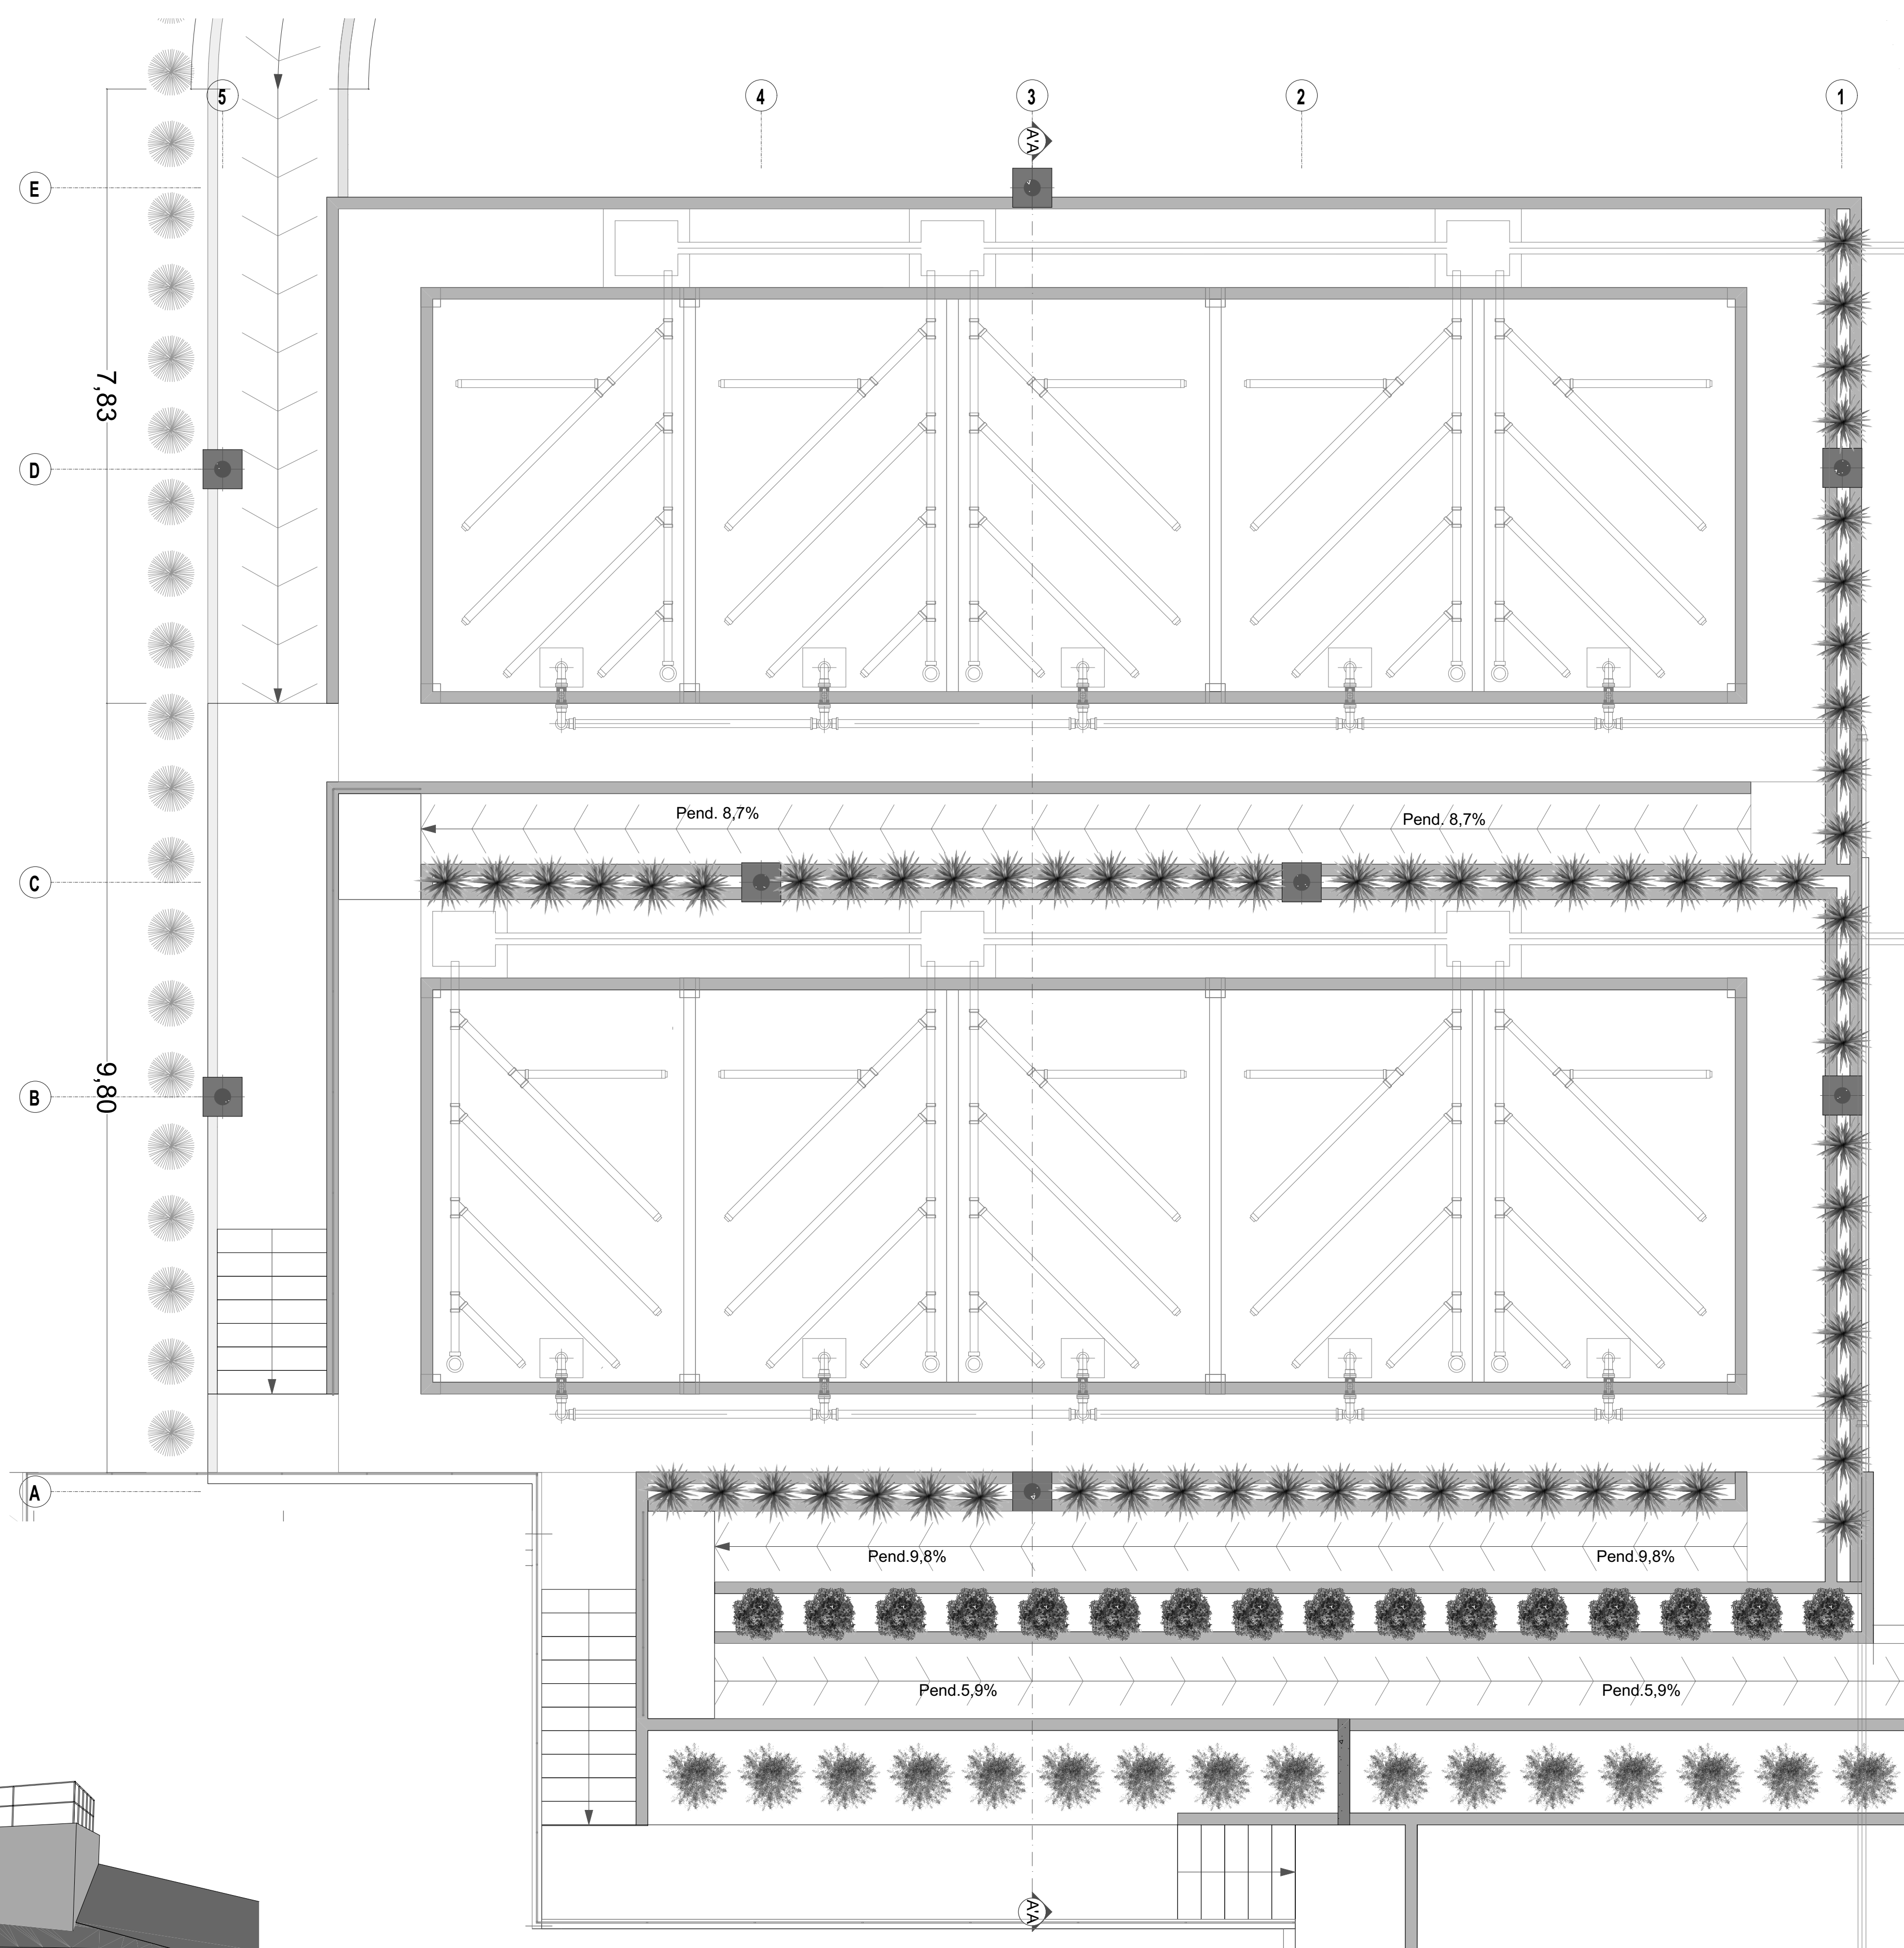 5
4
3
2
1
A'A
E
7,83
D
Pend. 8,7%
Pend. 8,7%
C
9,80
B
A
Pend.9,8%
Pend.9,8%
Pend.5,9%
Pend.5,9%
A'A